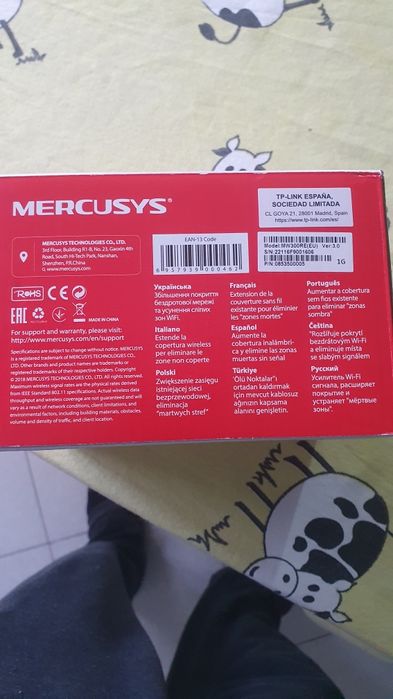 MERCUSYS®
MERCUSYS TECHNOLOGIES CO., LTD.
3rd Floor, Building R1-B, No. 23, Gaoxin 4th
Road, South Hi-Tech Park, Nanshan,
Shenzhen, P.R.China
www.mercusys.com
EAN-13 Code
6957939000462
TP-LINK ESPAÑA,
SOCIEDAD LIMITADA
CL GOYA 21, 28001 Madrid, Spain
https://www.tp-link.com/es/
Model:MW300RE(EU) Ver:3.0
S/N: 22116F9001606
P/N:0853500005 1G
RoHS CE
EAC
MADE IN CHINA
For support and warranty, please visit:
http://www.mercusys.com/en/support
Specifications are subject to change without notice. MERCUSYS
is a registered trademark of MERCUSYS TECHNOLOGIES CO.,
LTD. Other brands and product names are trademarks or
registered trademarks of their respective holders. Copyright
© 2018 MERCUSYS TECHNOLOGIES CO., LTD. All rights reserved.
Maximum wireless signal rates are the physical rates derived
from IEEE Standard 802.11 specifications. Actual wireless data
throughput and wireless coverage are not guaranteed and will
vary as a result of network conditions, client limitations, and
environmental factors, including building materials, obstacles,
volume and density of traffic, and client location.
Українська
Збільшення покриття
бездротової мережі
та усунення сліпих
зон WiFi.
Italiano
Estende la copertura
wireless per
eliminare le
zone non coperte
Polski
Zwiększenie zasięgu
istniejącej sieci
bezprzewodowej,
eliminacja
"martwych stref"
Français
Extension de la
couverture sans fil
existant pour
éliminer les
"zones mortes"
Español
Aumente la
cobertura inalámbri-
ca y elimine las zonas
muertas sin señal
Türkiye
'Ölü Noktalar'ı
ortadan kaldırmak
için mevcut kablosuz
ağınızın kapsama
alanını genişletin.
Português
Aumentar a cobertura
sem fios existente
para eliminar "zonas
sombra"
Čeština
"Rozšiřuje pokrytí
bezdrátovým Wi-Fi
a eliminuje místa
se slabým signálem
Русский
Усилитель Wi-Fi
сигнала, расширяет
покрытие и
устраняет "мёртвые
зоны".